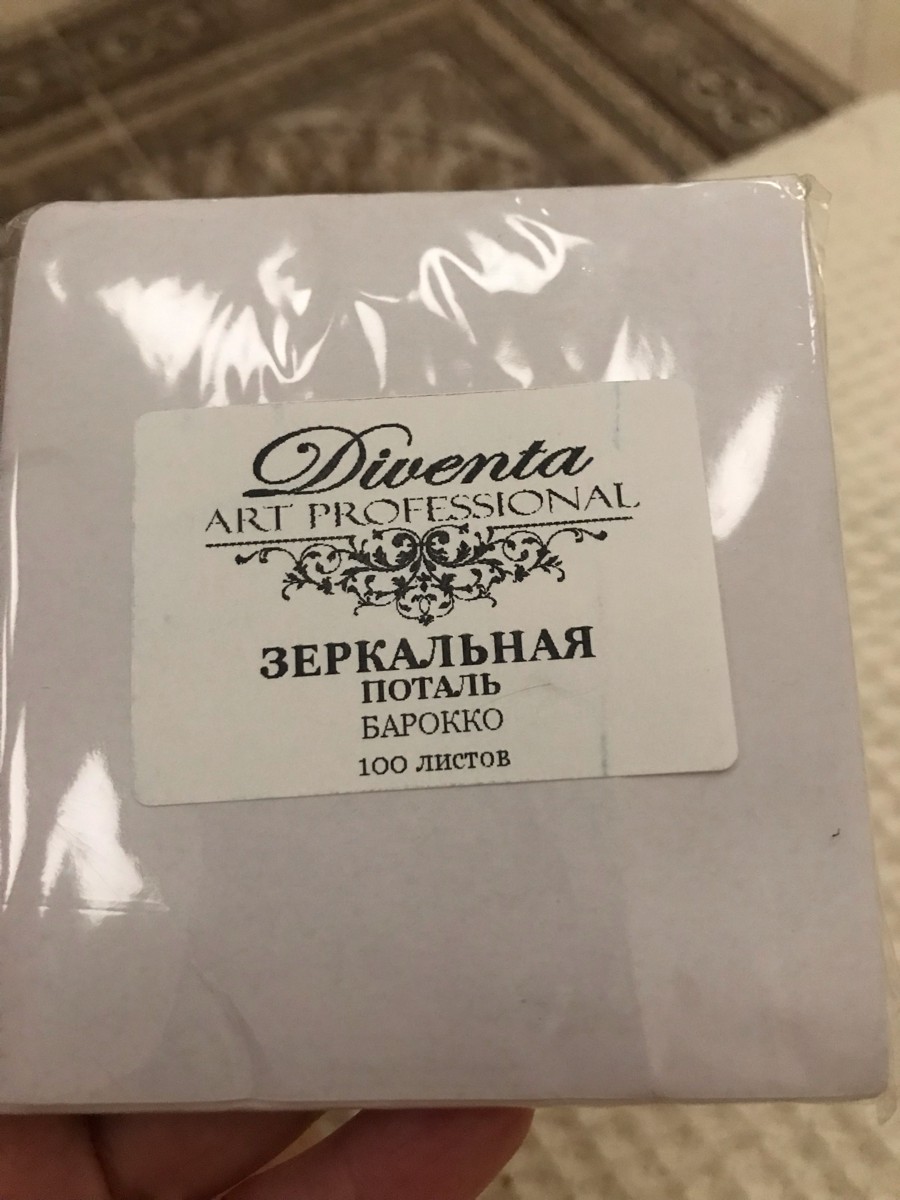 Diventa
ART PROFESSIONAL
ЗЕРКАЛЬНАЯ
ПОТАЛЬ
БАРОККО
100 листов